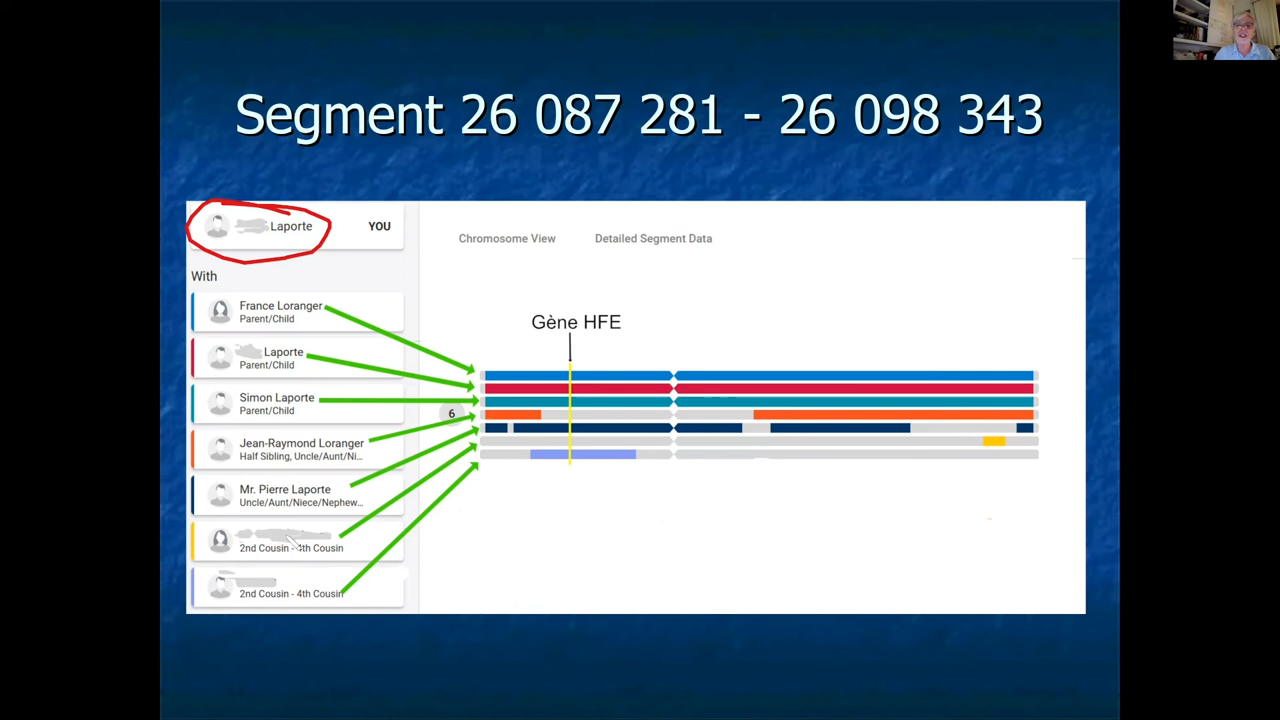 Segment 26 087 281 - 26 098 343
Laporte YOU
Chromosome View Detailed Segment Data
With
France Loranger
Parent/Child
Gène HFE
Laporte
Parent/Child
Simon Laporte
Parent/Child
6
Jean-Raymond Loranger
Half Sibling, Uncle/Aunt/Ni...
Mr. Pierre Laporte
Uncle/Aunt/Niece/Nephew...
2nd Cousin - 4th Cousin
2nd Cousin - 4th Cousin